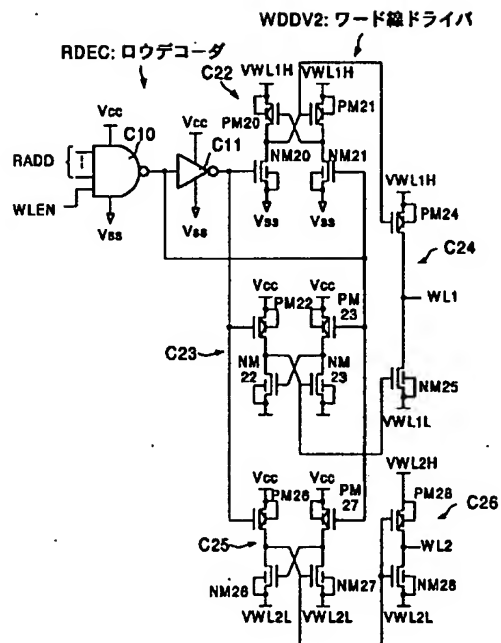 WDDV2: ワード線ドライバ
RDEC: ロウデコーダ
C22
VWL1H
VWL1H
Vcc
C10
Vcc
C11
PM20
PM21
RADD
WLEN
NM20
NM21
Vss
Vss
Vss
Vss
VWL1H
PM24
C24
WL1
Vcc
Vcc
PM22
PM
23
C23
NM
22
NM
23
NM25
VWL1L
VWL2H
Vcc
Vcc
PM26
PM
27
PM28
C26
C25
WL2
NM26
NM27
NM28
VWL2L
VWL2L
VWL2L